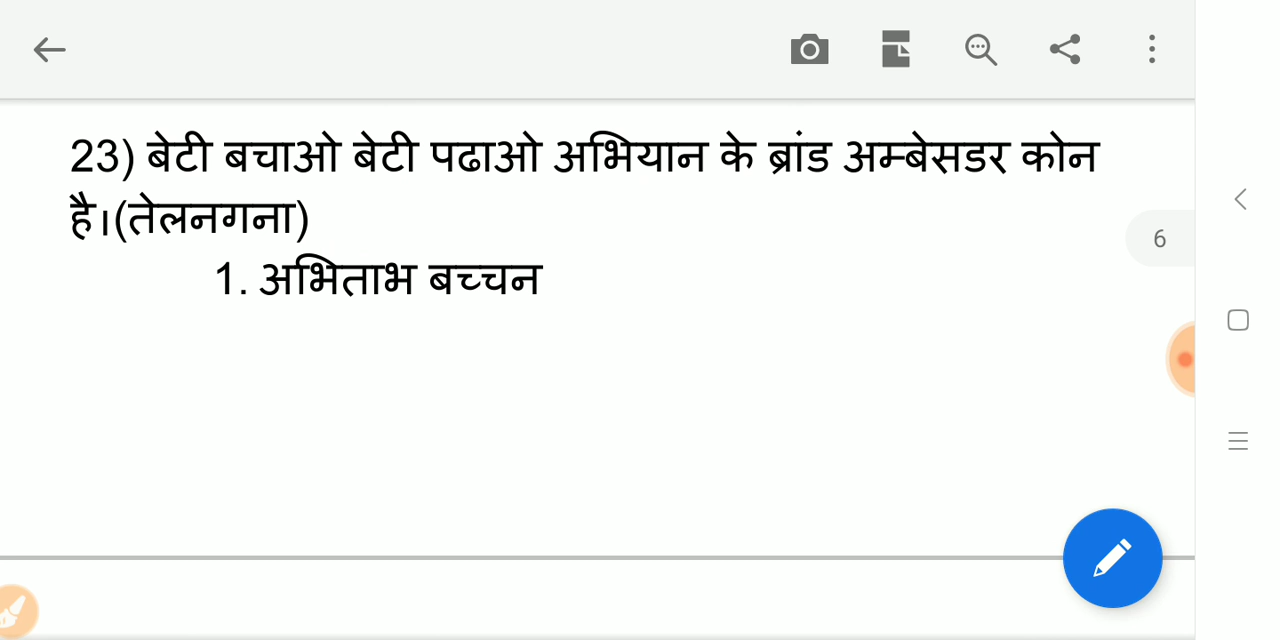 23) बेटी बचाओ बेटी पढाओ अभियान के ब्रांड अम्बेसडर कोन
है।(तेलनगना)
6
1. अभिताभ बच्चन